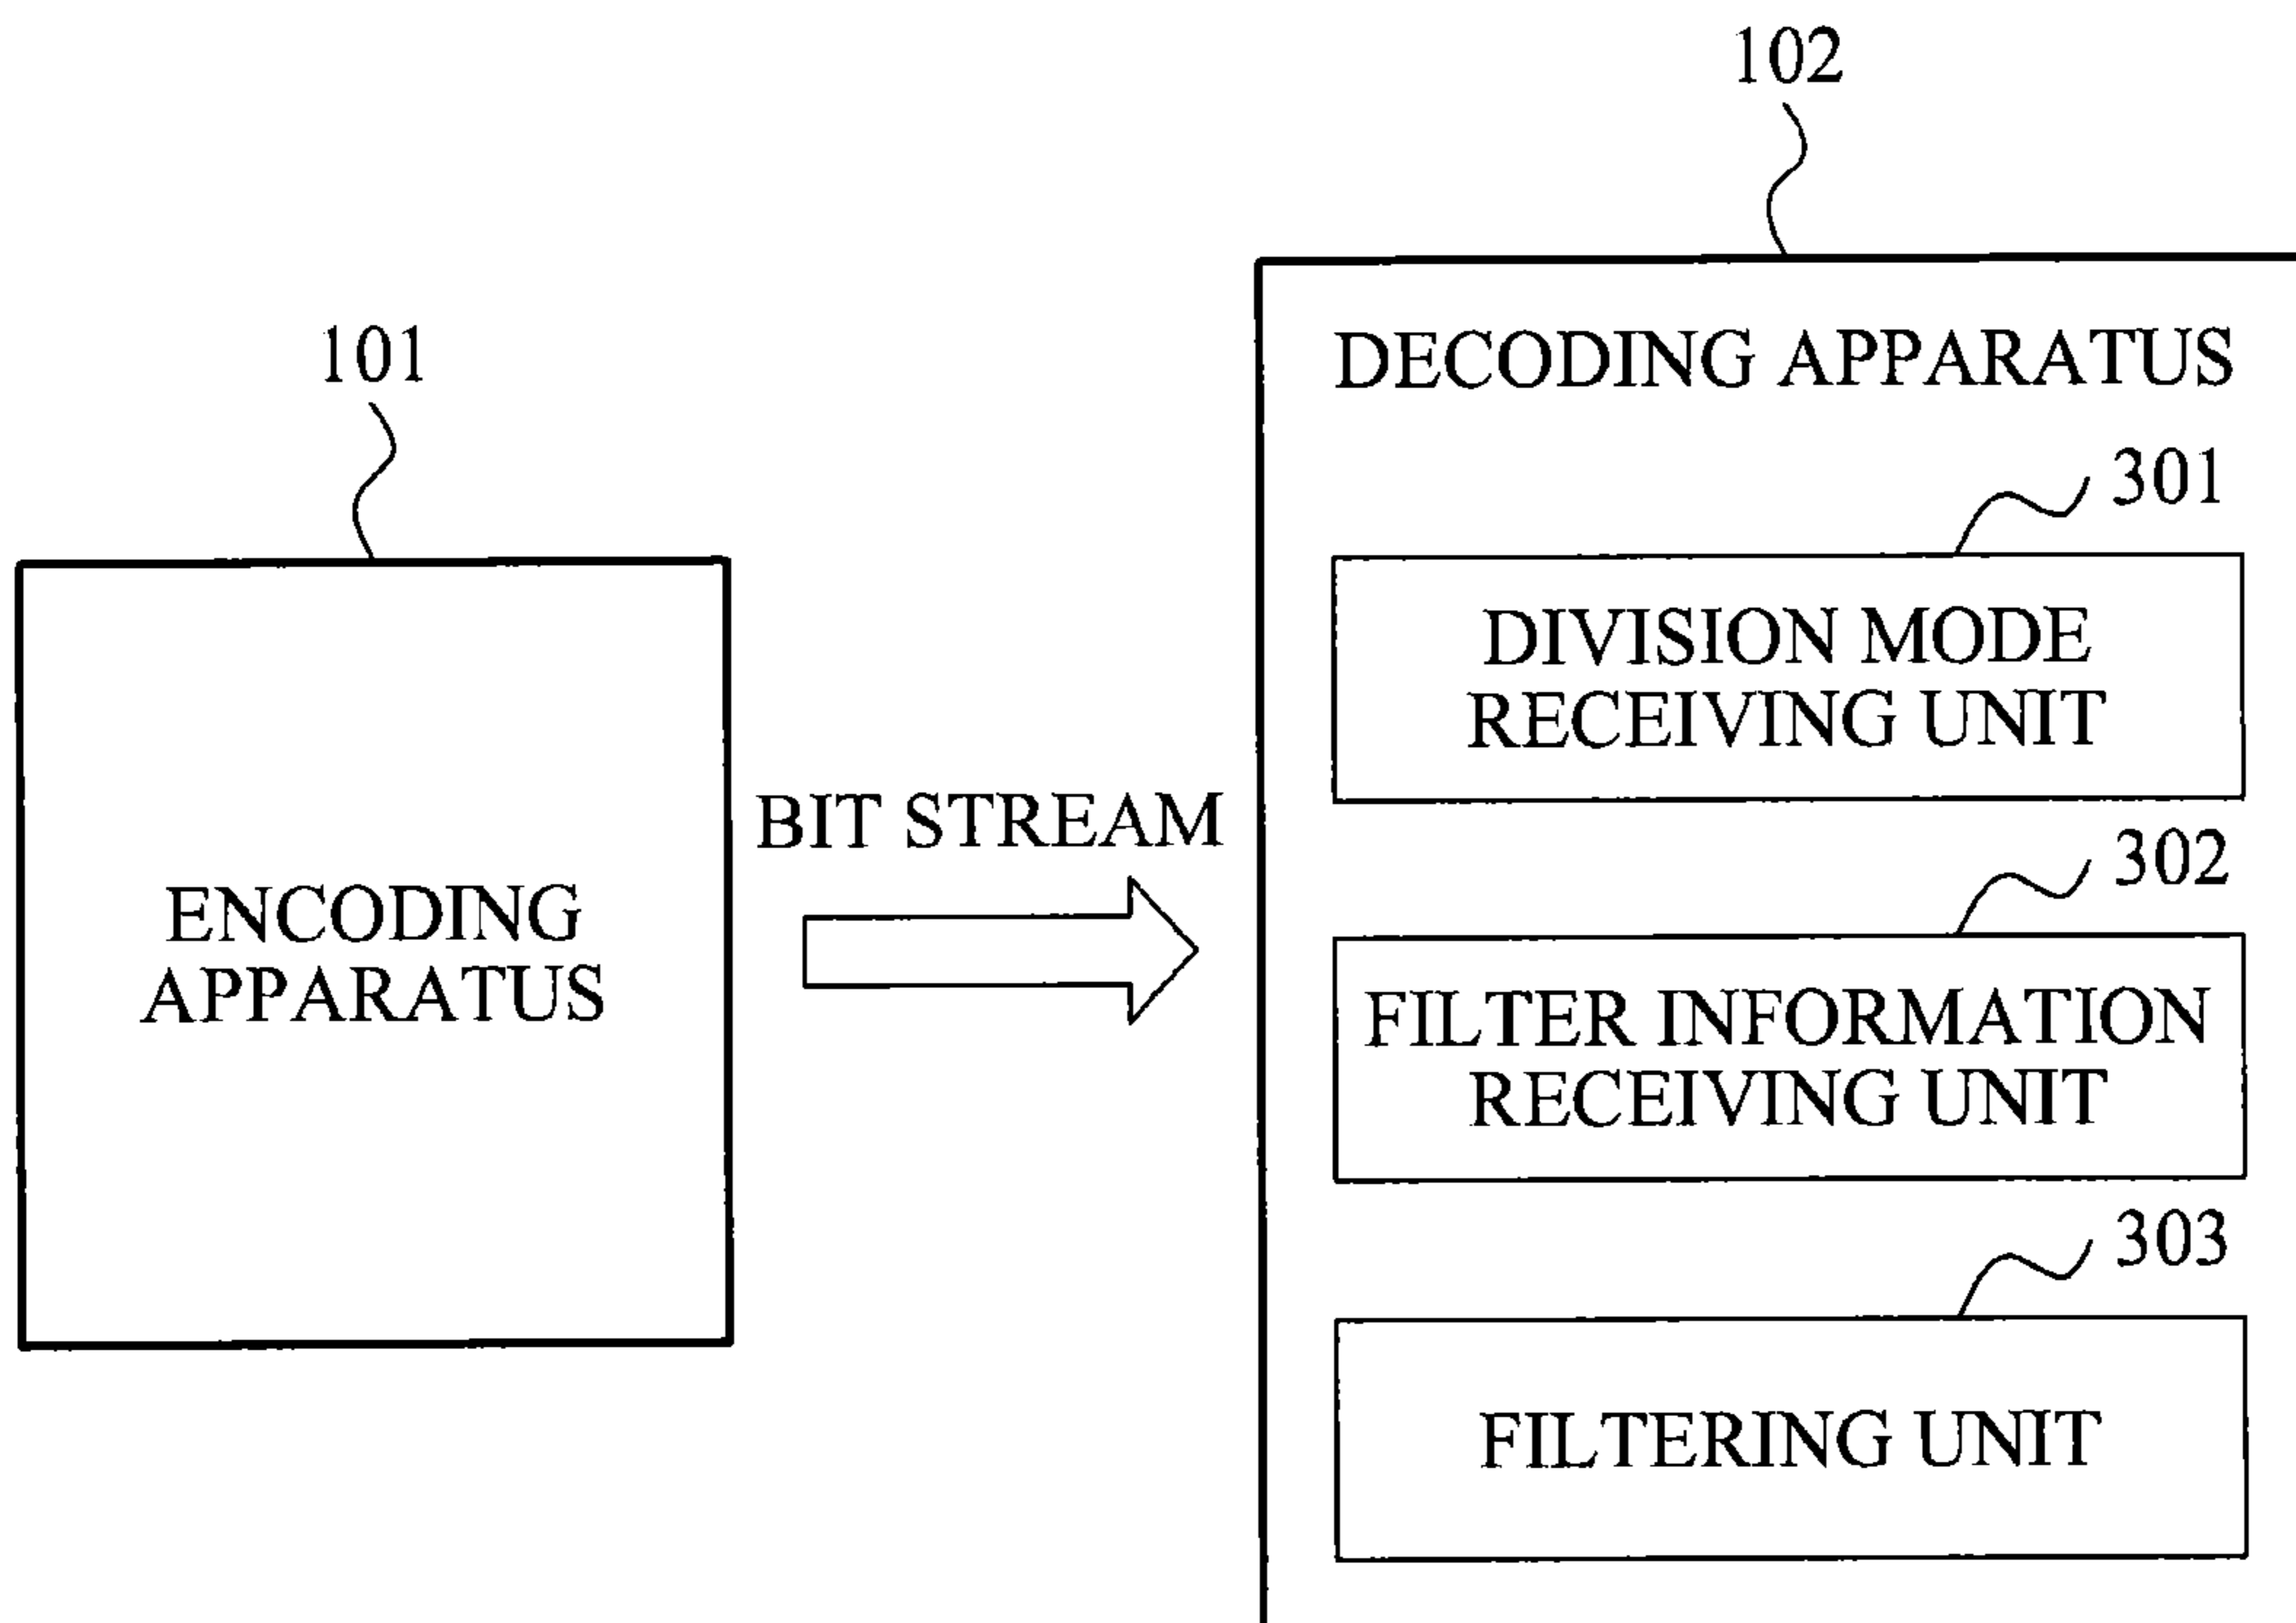 102
101
DECODING APPARATUS
301
DIVISION MODE
RECEIVING UNIT
BIT STREAM
302
ENCODING
APPARATUS
FILTER INFORMATION
RECEIVING UNIT
303
FILTERING UNIT